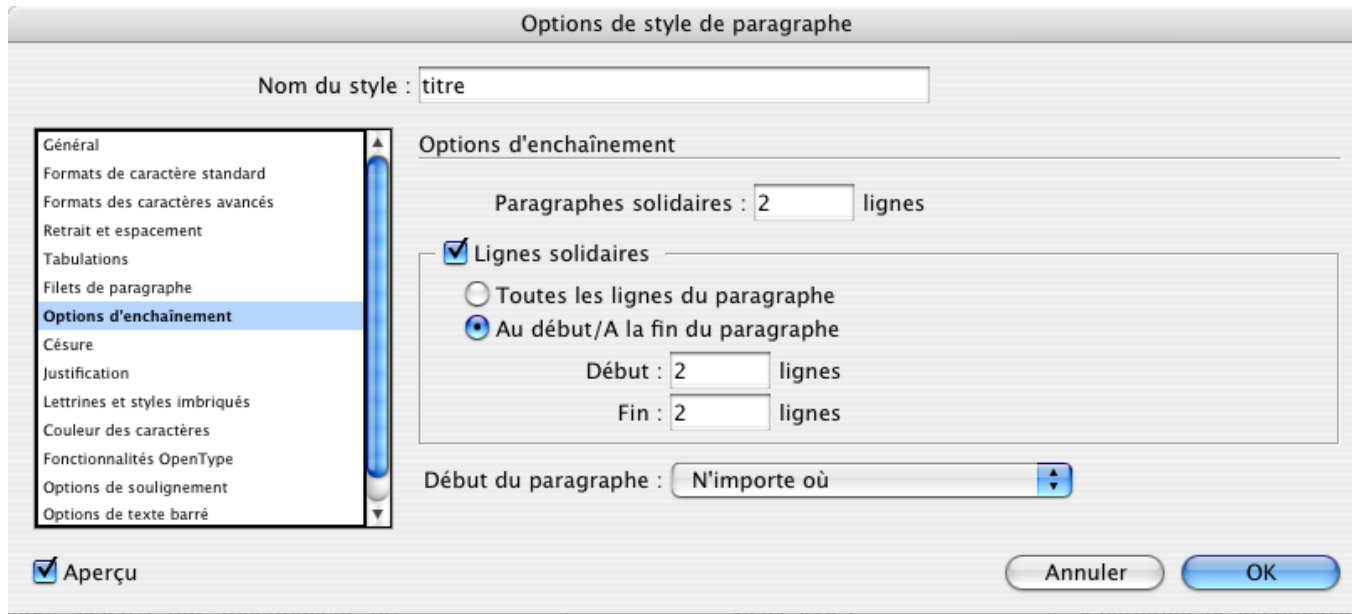 Options de style de paragraphe
Nom du style : titre
Général
Formats de caractère standard
Formats des caractères avancés
Retrait et espacement
Tabulations
Filets de paragraphe
Options d'enchaînement
Césure
Justification
Lettrines et styles imbriqués
Couleur des caractères
Fonctionnalités OpenType
Options de soulignement
Options de texte barré
Options d'enchaînement
Paragraphes solidaires : 2 lignes
Lignes solidaires
Toutes les lignes du paragraphe
Au début/A la fin du paragraphe
Début : 2 lignes
Fin : 2 lignes
Début du paragraphe : N'importe où
Aperçu
Annuler
OK